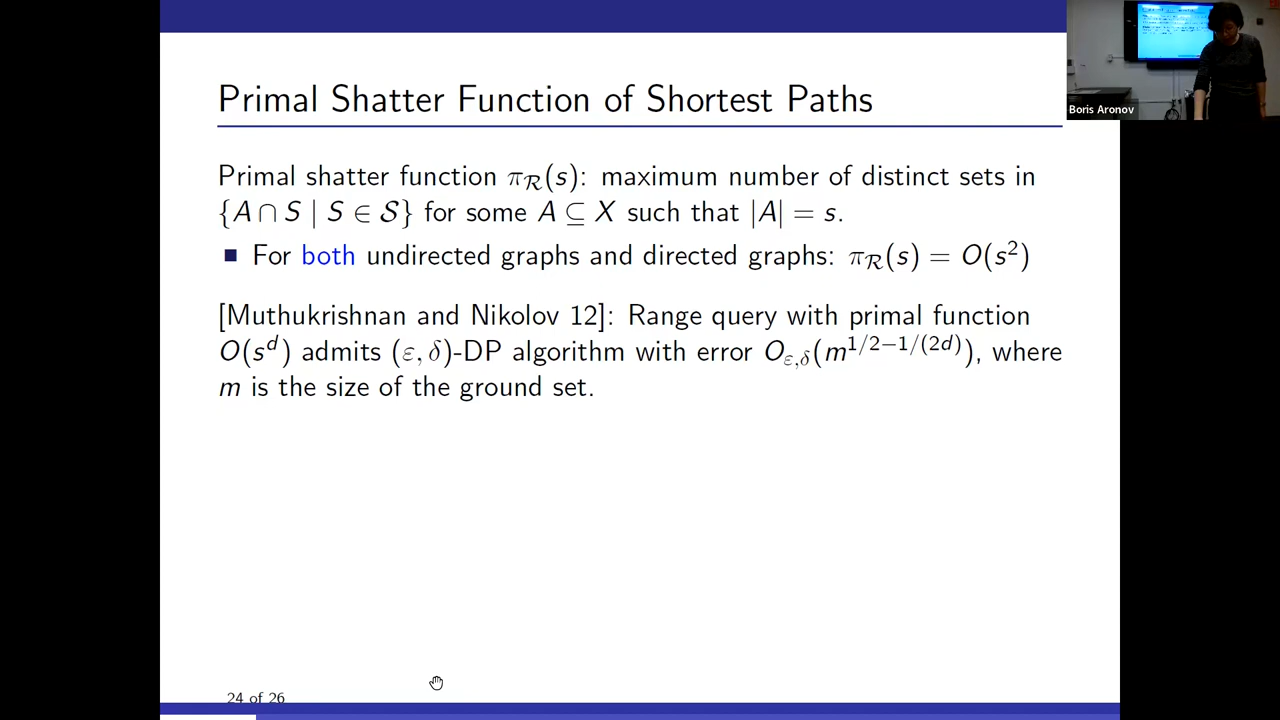 Primal Shatter Function of Shortest Paths
Boris Aronov
Primal shatter function π_ℛ(s): maximum number of distinct sets in
{A ∩ S | S ∈ 𝒮} for some A ⊆ X such that |A| = s.
■ For both undirected graphs and directed graphs: π_ℛ(s) = O(s²)
[Muthukrishnan and Nikolov 12]: Range query with primal function
O(s^d) admits (ε, δ)-DP algorithm with error O_{ε,δ}(m^{1/2−1/(2d)}), where
m is the size of the ground set.
24 of 26